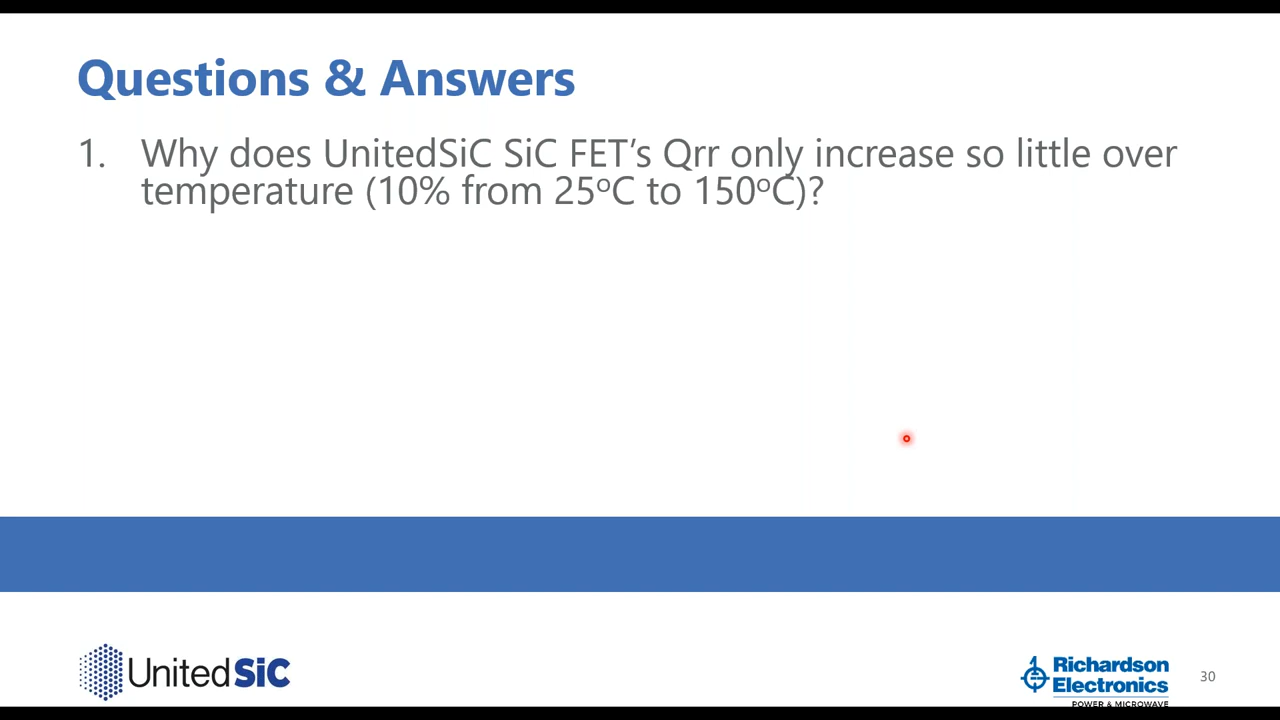 Questions & Answers
1. Why does UnitedSiC SiC FET's Qrr only increase so little over
temperature (10% from 25ºC to 150ºC)?
UnitedSiC
Richardson
Electronics
POWER & MICROWAVE
30